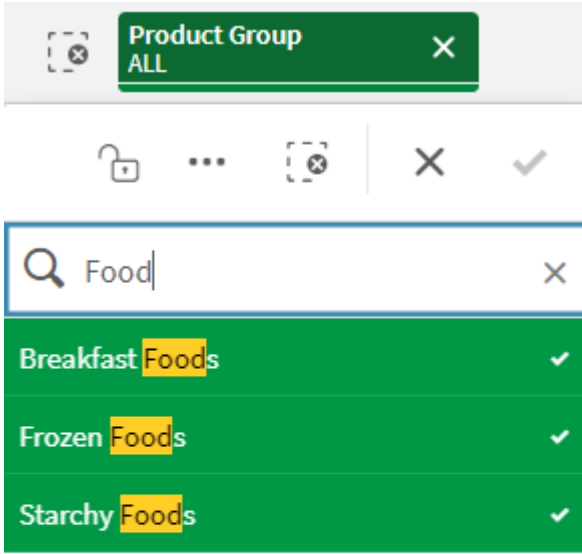 Product Group
ALL
Food
Breakfast Foods
Frozen Foods
Starchy Foods